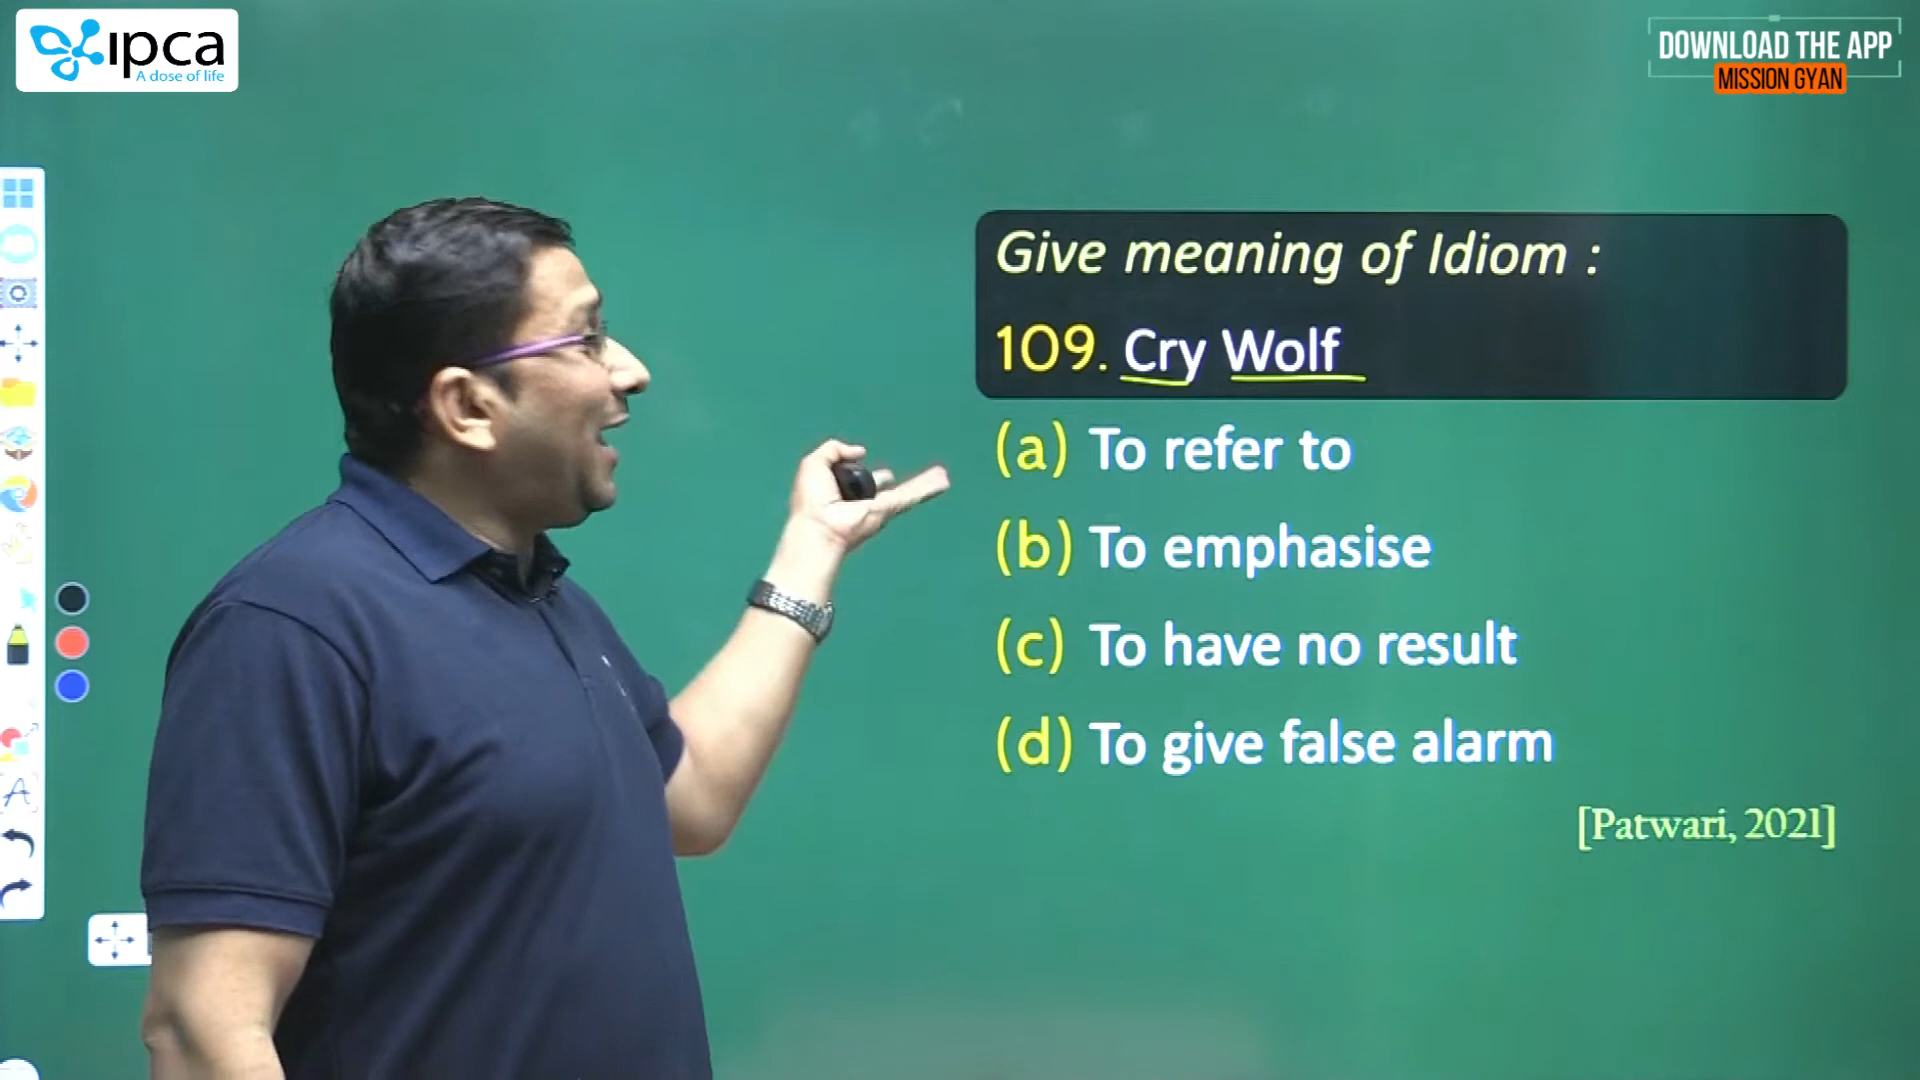 ipca
A dose of life
DOWNLOAD THE APP
MISSION GYAN
Give meaning of Idiom :
109. Cry Wolf
(a) To refer to
(b) To emphasise
(c) To have no result
(d) To give false alarm
[Patwari, 2021]
A